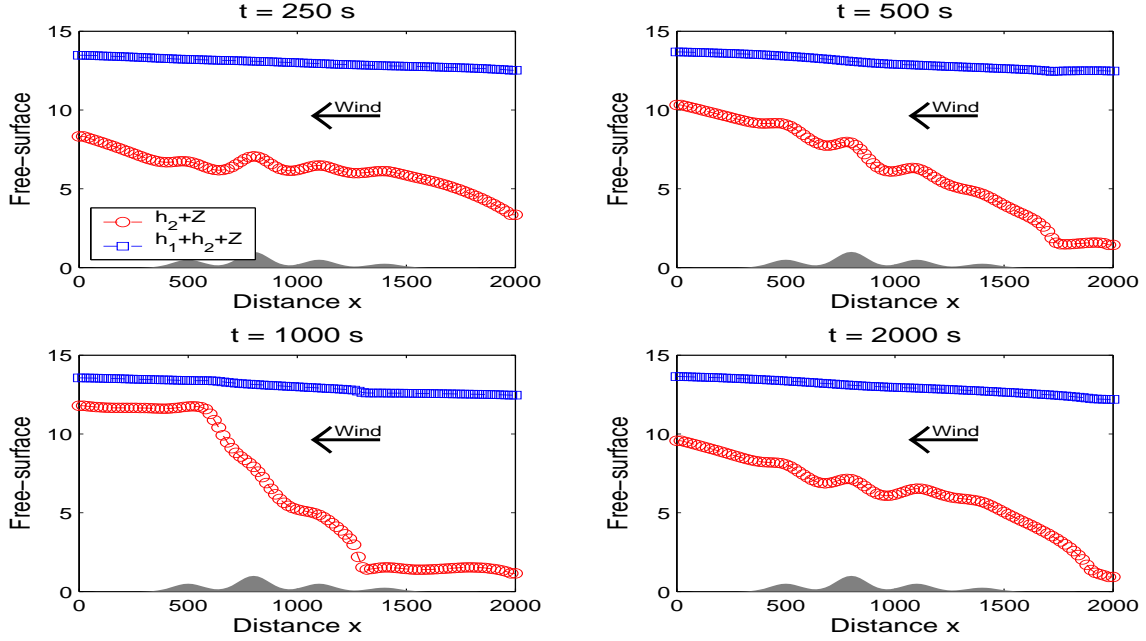 t = 250 s
15
10
5
0
Free−surface
Wind
h2+Z
h1+h2+Z
0 500 1000 1500 2000
Distance x
t = 500 s
15
10
5
0
Free−surface
Wind
0 500 1000 1500 2000
Distance x
t = 1000 s
15
10
5
0
Free−surface
Wind
0 500 1000 1500 2000
Distance x
t = 2000 s
15
10
5
0
Free−surface
Wind
0 500 1000 1500 2000
Distance x